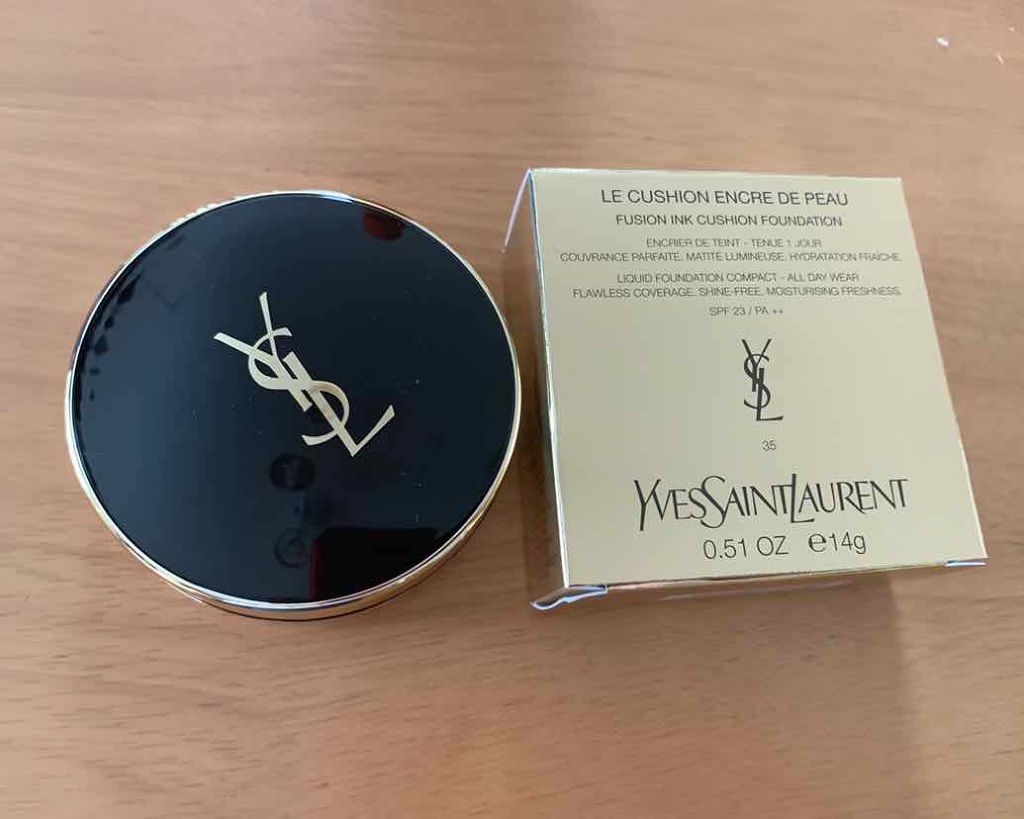 YSL
LE CUSHION ENCRE DE PEAU
FUSION INK CUSHION FOUNDATION
ENCRIER DE TEINT - TENUE 1 JOUR
COUVRANCE PARFAITE, MATITÉ LUMINEUSE, HYDRATATION FRAÎCHE.
LIQUID FOUNDATION COMPACT - ALL DAY WEAR
FLAWLESS COVERAGE, SHINE-FREE, MOISTURISING FRESHNESS.
SPF 23 / PA ++
YSL
35
YVESSAINTLAURENT
0.51 OZ ℮14g